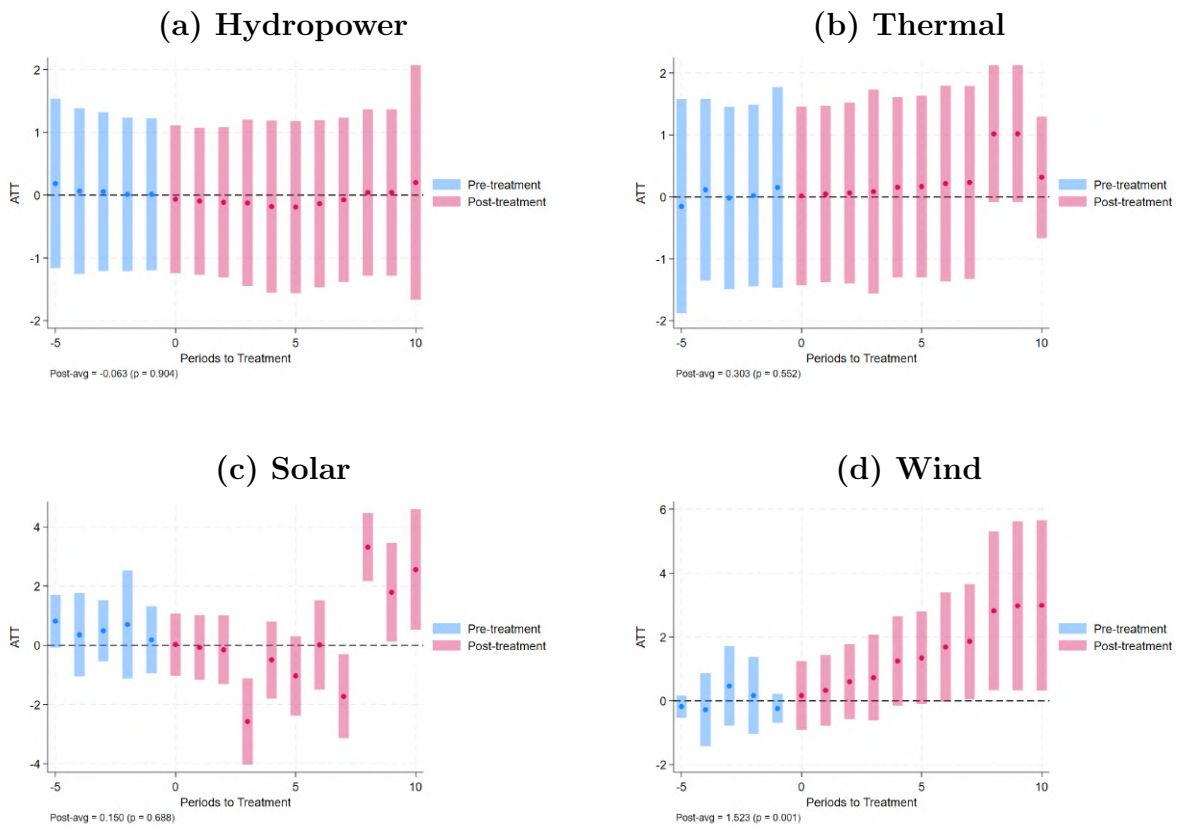 (a) Hydropower
2
1
0
-1
-2
ATT
-5
0
5
10
Periods to Treatment
Pre-treatment
Post-treatment
Post-avg = -0.063 (p = 0.904)
(b) Thermal
2
1
0
-1
-2
ATT
-5
0
5
10
Periods to Treatment
Pre-treatment
Post-treatment
Post-avg = 0.303 (p = 0.552)
(c) Solar
4
2
0
-2
-4
ATT
-5
0
5
10
Periods to Treatment
Pre-treatment
Post-treatment
Post-avg = 0.150 (p = 0.688)
(d) Wind
6
4
2
0
-2
ATT
-5
0
5
10
Periods to Treatment
Pre-treatment
Post-treatment
Post-avg = 1.523 (p = 0.001)